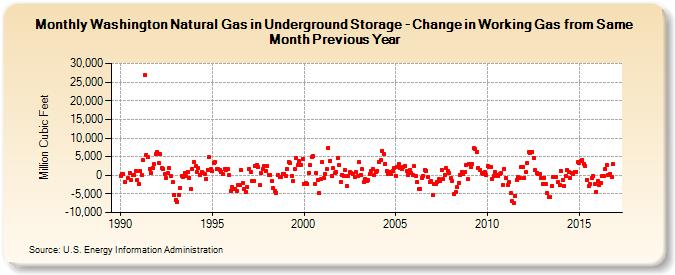 Monthly Washington Natural Gas in Underground Storage - Change in Working Gas from Same
Month Previous Year
Million Cubic Feet
30,000
25,000
20,000
15,000
10,000
5,000
0
-5,000
-10,000
1990 1995 2000 2005 2010 2015
Source: U.S. Energy Information Administration